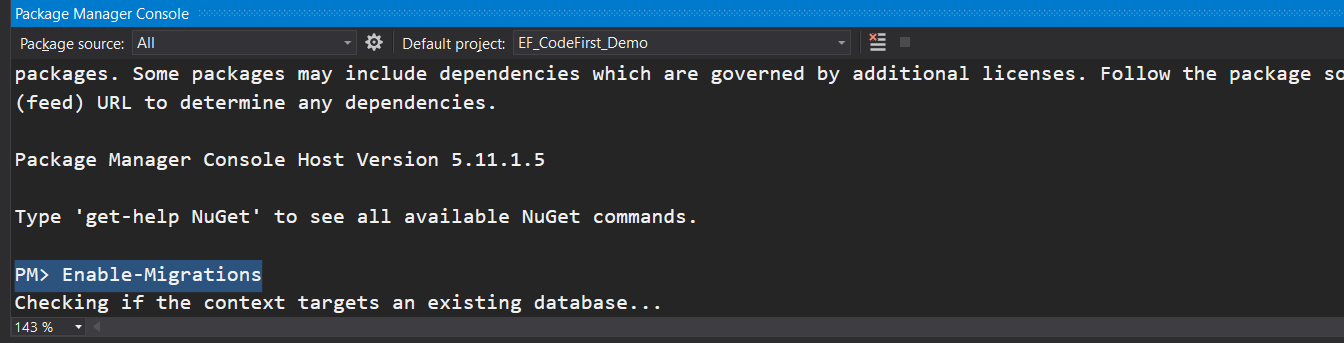 Package Manager Console
Package source: All Default project: EF_CodeFirst_Demo
packages. Some packages may include dependencies which are governed by additional licenses. Follow the package so
(feed) URL to determine any dependencies.
Package Manager Console Host Version 5.11.1.5
Type 'get-help NuGet' to see all available NuGet commands.
PM> Enable-Migrations
Checking if the context targets an existing database...
143 %